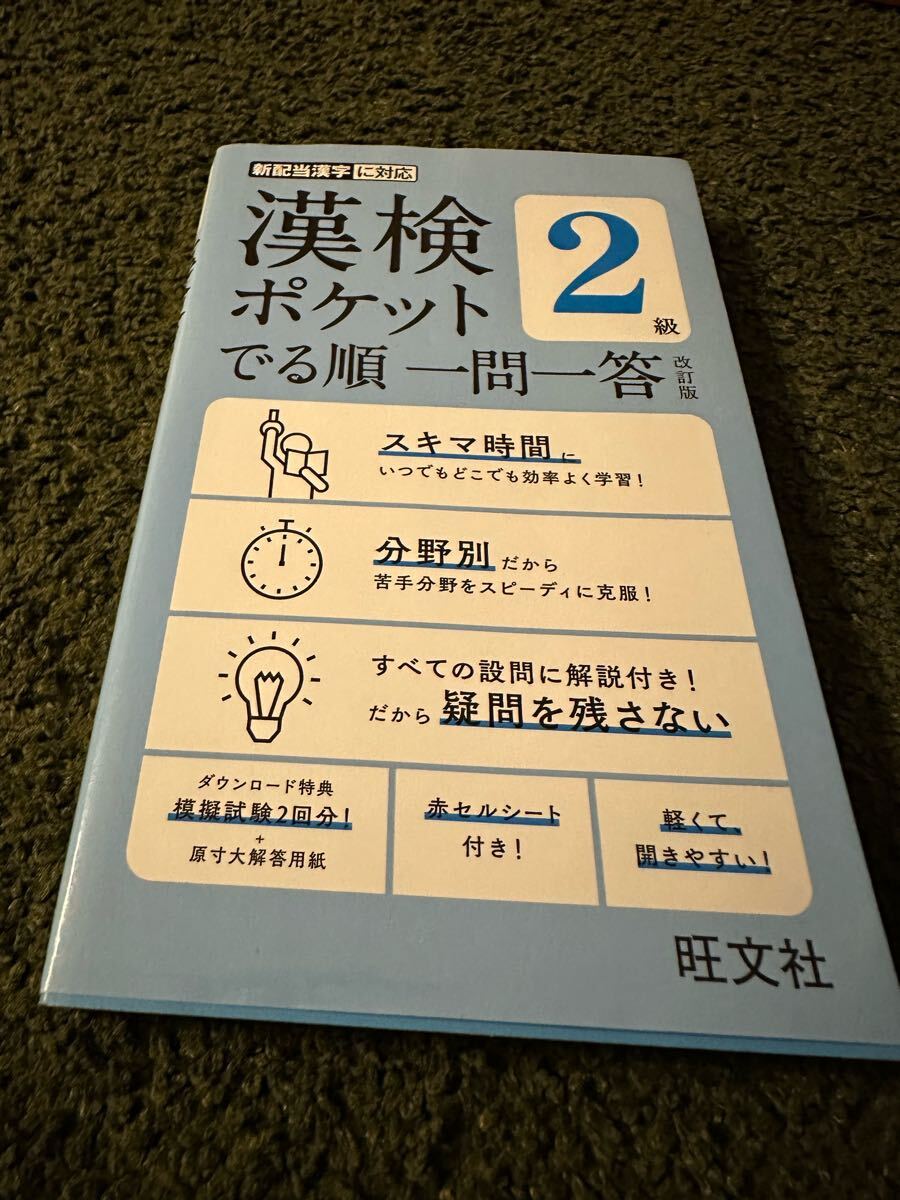 新配当漢字に対応
漢検
ポケット
でる順 一問一答
改訂版
2級
スキマ時間に
いつでもどこでも効率よく学習！
分野別だから
苦手分野をスピーディに克服！
すべての設問に解説付き！
だから疑問を残さない
ダウンロード特典
模擬試験2回分！
+
原寸大解答用紙
赤セルシート
付き！
軽くて、
開きやすい！
旺文社